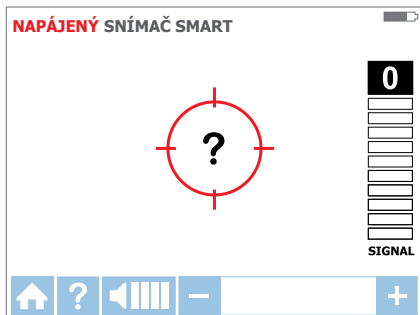 NAPÁJENÝ SNÍMAČ SMART
0
?
SIGNAL
? − +